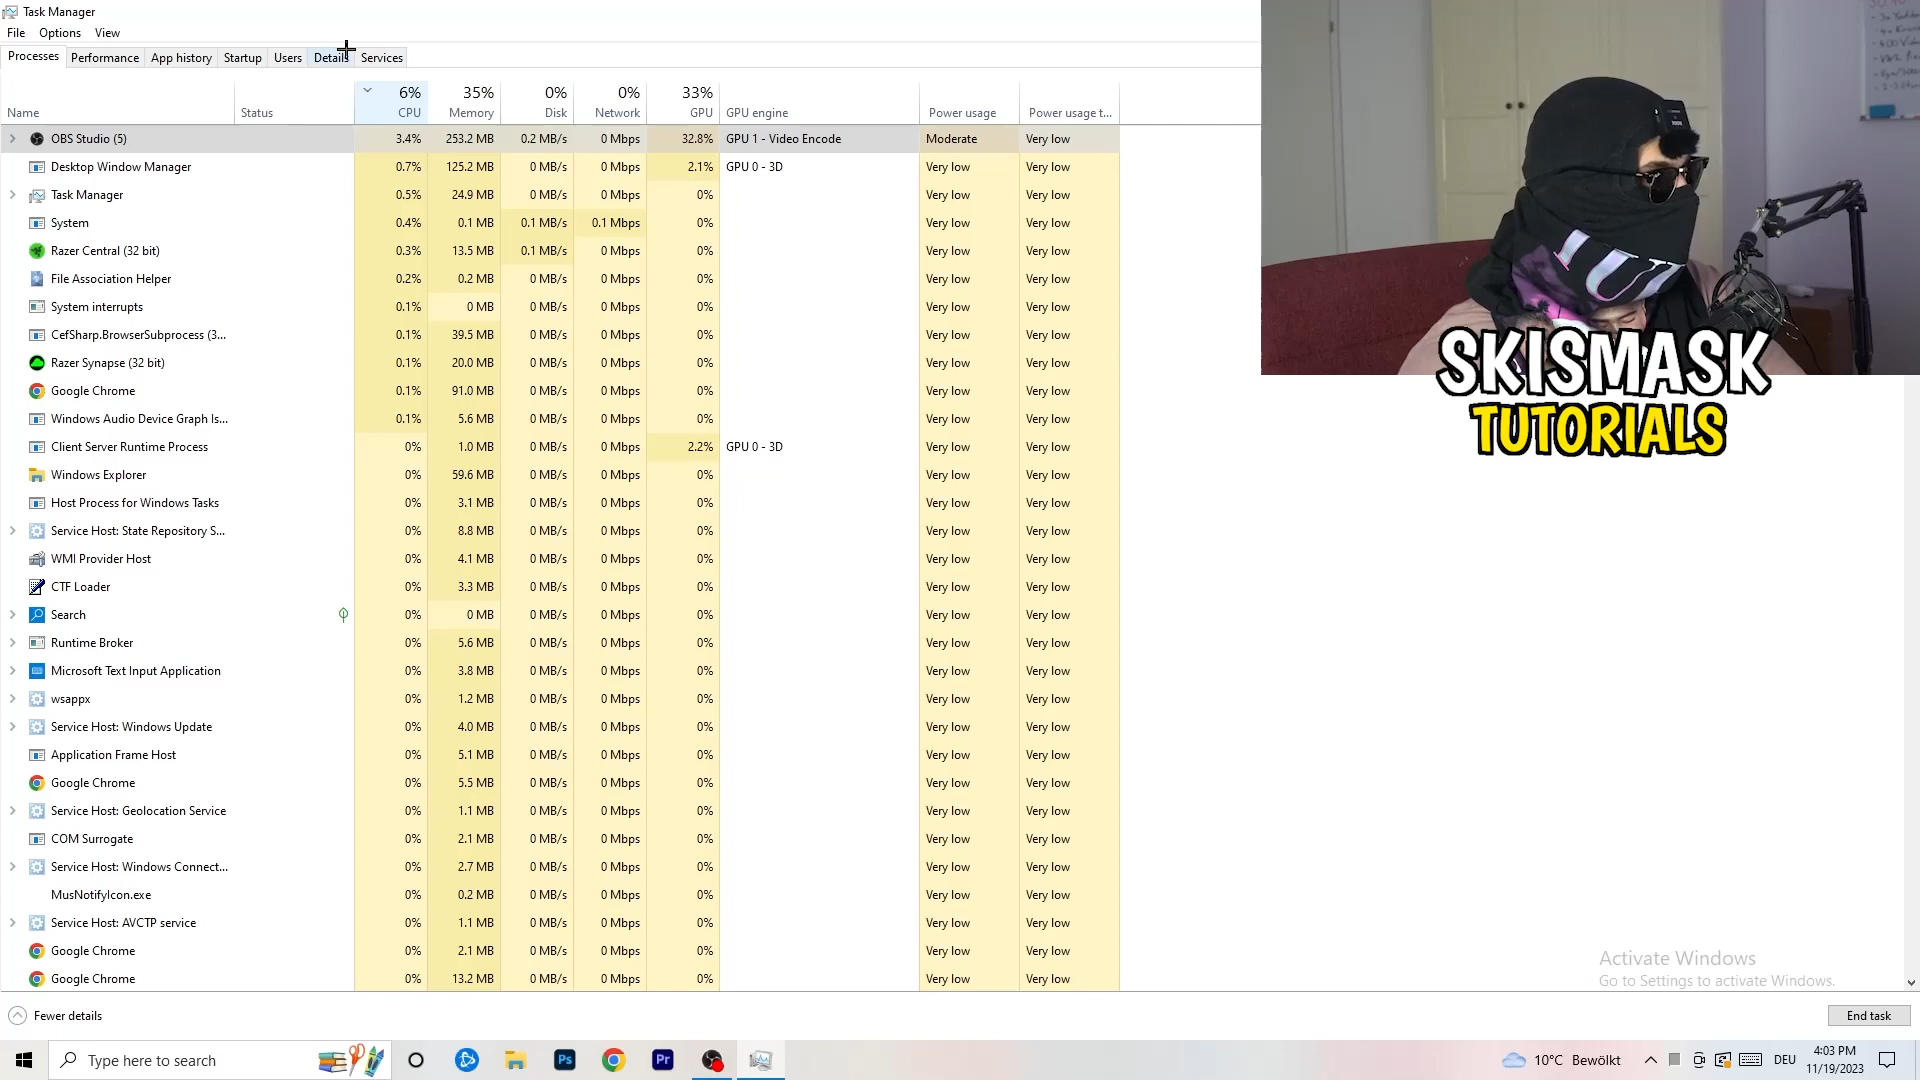 Task Manager
File Options View
Processes Performance App history Startup Users Details Services
6% 35% 0% 0% 33%
Name Status CPU Memory Disk Network GPU GPU engine Power usage Power usage t...
OBS Studio (5) 3.4% 253.2 MB 0.2 MB/s 0 Mbps 32.8% GPU 1 - Video Encode Moderate Very low
Desktop Window Manager 0.7% 125.2 MB 0 MB/s 0 Mbps 2.1% GPU 0 - 3D Very low Very low
Task Manager 0.5% 24.9 MB 0 MB/s 0 Mbps 0% Very low Very low
System 0.4% 0.1 MB 0.1 MB/s 0.1 Mbps 0% Very low Very low
Razer Central (32 bit) 0.3% 13.5 MB 0.1 MB/s 0 Mbps 0% Very low Very low
File Association Helper 0.2% 0.2 MB 0 MB/s 0 Mbps 0% Very low Very low
System interrupts 0.1% 0 MB 0 MB/s 0 Mbps 0% Very low Very low
CefSharp.BrowserSubprocess (3... 0.1% 39.5 MB 0 MB/s 0 Mbps 0% Very low Very low
Razer Synapse (32 bit) 0.1% 20.0 MB 0 MB/s 0 Mbps 0% Very low Very low
Google Chrome 0.1% 91.0 MB 0 MB/s 0 Mbps 0% Very low Very low
Windows Audio Device Graph Is... 0.1% 5.6 MB 0 MB/s 0 Mbps 0% Very low Very low
Client Server Runtime Process 0% 1.0 MB 0 MB/s 0 Mbps 2.2% GPU 0 - 3D Very low Very low
Windows Explorer 0% 59.6 MB 0 MB/s 0 Mbps 0% Very low Very low
Host Process for Windows Tasks 0% 3.1 MB 0 MB/s 0 Mbps 0% Very low Very low
Service Host: State Repository S... 0% 8.8 MB 0 MB/s 0 Mbps 0% Very low Very low
WMI Provider Host 0% 4.1 MB 0 MB/s 0 Mbps 0% Very low Very low
CTF Loader 0% 3.3 MB 0 MB/s 0 Mbps 0% Very low Very low
Search 0% 0 MB 0 MB/s 0 Mbps 0% Very low Very low
Runtime Broker 0% 5.6 MB 0 MB/s 0 Mbps 0% Very low Very low
Microsoft Text Input Application 0% 3.8 MB 0 MB/s 0 Mbps 0% Very low Very low
wsappx 0% 1.2 MB 0 MB/s 0 Mbps 0% Very low Very low
Service Host: Windows Update 0% 4.0 MB 0 MB/s 0 Mbps 0% Very low Very low
Application Frame Host 0% 5.1 MB 0 MB/s 0 Mbps 0% Very low Very low
Google Chrome 0% 5.5 MB 0 MB/s 0 Mbps 0% Very low Very low
Service Host: Geolocation Service 0% 1.1 MB 0 MB/s 0 Mbps 0% Very low Very low
COM Surrogate 0% 2.1 MB 0 MB/s 0 Mbps 0% Very low Very low
Service Host: Windows Connect... 0% 2.7 MB 0 MB/s 0 Mbps 0% Very low Very low
MusNotifyIcon.exe 0% 0.2 MB 0 MB/s 0 Mbps 0% Very low Very low
Service Host: AVCTP service 0% 1.1 MB 0 MB/s 0 Mbps 0% Very low Very low
Google Chrome 0% 2.1 MB 0 MB/s 0 Mbps 0% Very low Very low
Google Chrome 0% 13.2 MB 0 MB/s 0 Mbps 0% Very low Very low
SKISMASK
TUTORIALS
Activate Windows
Go to Settings to activate Windows.
Fewer details End task
Type here to search Ps Pr 10°C Bewölkt DEU 4:03 PM
11/19/2023